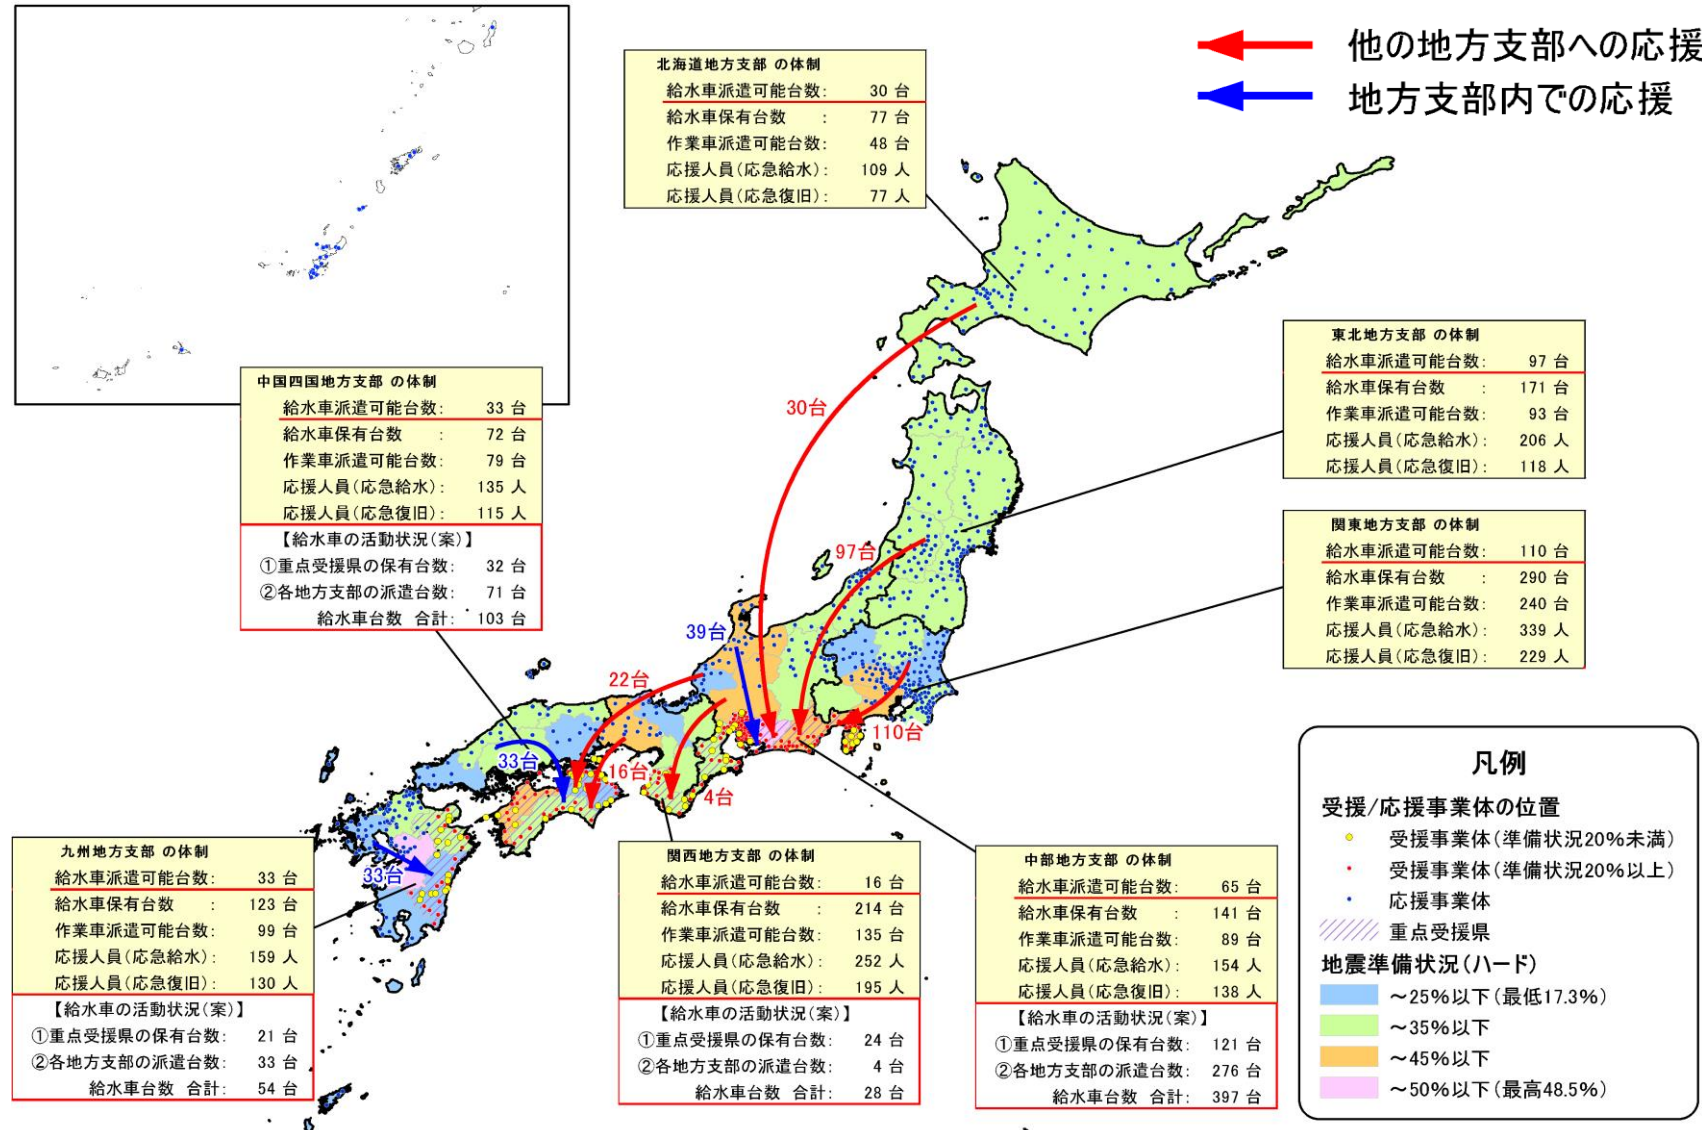 他の地方支部への応援
地方支部内での応援
北海道地方支部 の体制
給水車派遣可能台数: 30 台
給水車保有台数 : 77 台
作業車派遣可能台数: 48 台
応援人員(応急給水): 109 人
応援人員(応急復旧): 77 人
東北地方支部 の体制
給水車派遣可能台数: 97 台
給水車保有台数 : 171 台
作業車派遣可能台数: 93 台
応援人員(応急給水): 206 人
応援人員(応急復旧): 118 人
中国四国地方支部 の体制
給水車派遣可能台数: 33 台
給水車保有台数 : 72 台
作業車派遣可能台数: 79 台
応援人員(応急給水): 135 人
応援人員(応急復旧): 115 人
【給水車の活動状況(案)】
①重点受援県の保有台数: 32 台
②各地方支部の派遣台数: 71 台
給水車台数 合計: 103 台
関東地方支部 の体制
給水車派遣可能台数: 110 台
給水車保有台数 : 290 台
作業車派遣可能台数: 240 台
応援人員(応急給水): 339 人
応援人員(応急復旧): 229 人
30台
97台
39台
22台
110台
33台
16台
4台
33台
九州地方支部 の体制
給水車派遣可能台数: 33 台
給水車保有台数 : 123 台
作業車派遣可能台数: 99 台
応援人員(応急給水): 159 人
応援人員(応急復旧): 130 人
【給水車の活動状況(案)】
①重点受援県の保有台数: 21 台
②各地方支部の派遣台数: 33 台
給水車台数 合計: 54 台
関西地方支部 の体制
給水車派遣可能台数: 16 台
給水車保有台数 : 214 台
作業車派遣可能台数: 135 台
応援人員(応急給水): 252 人
応援人員(応急復旧): 195 人
【給水車の活動状況(案)】
①重点受援県の保有台数: 24 台
②各地方支部の派遣台数: 4 台
給水車台数 合計: 28 台
中部地方支部 の体制
給水車派遣可能台数: 65 台
給水車保有台数 : 141 台
作業車派遣可能台数: 89 台
応援人員(応急給水): 154 人
応援人員(応急復旧): 138 人
【給水車の活動状況(案)】
①重点受援県の保有台数: 121 台
②各地方支部の派遣台数: 276 台
給水車台数 合計: 397 台
凡例
受援/応援事業体の位置
受援事業体(準備状況20%未満)
受援事業体(準備状況20%以上)
応援事業体
重点受援県
地震準備状況(ハード)
～25%以下(最低17.3%)
～35%以下
～45%以下
～50%以下(最高48.5%)